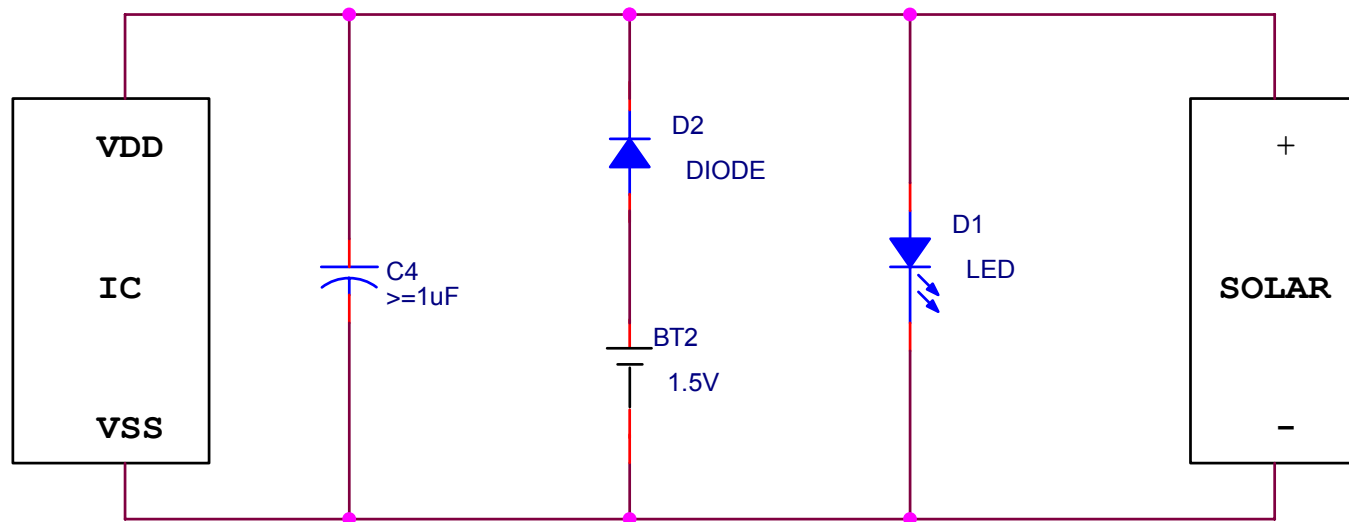 VDD
IC
VSS
C4
>=1uF
D2
DIODE
BT2
1.5V
D1
LED
+
SOLAR
-